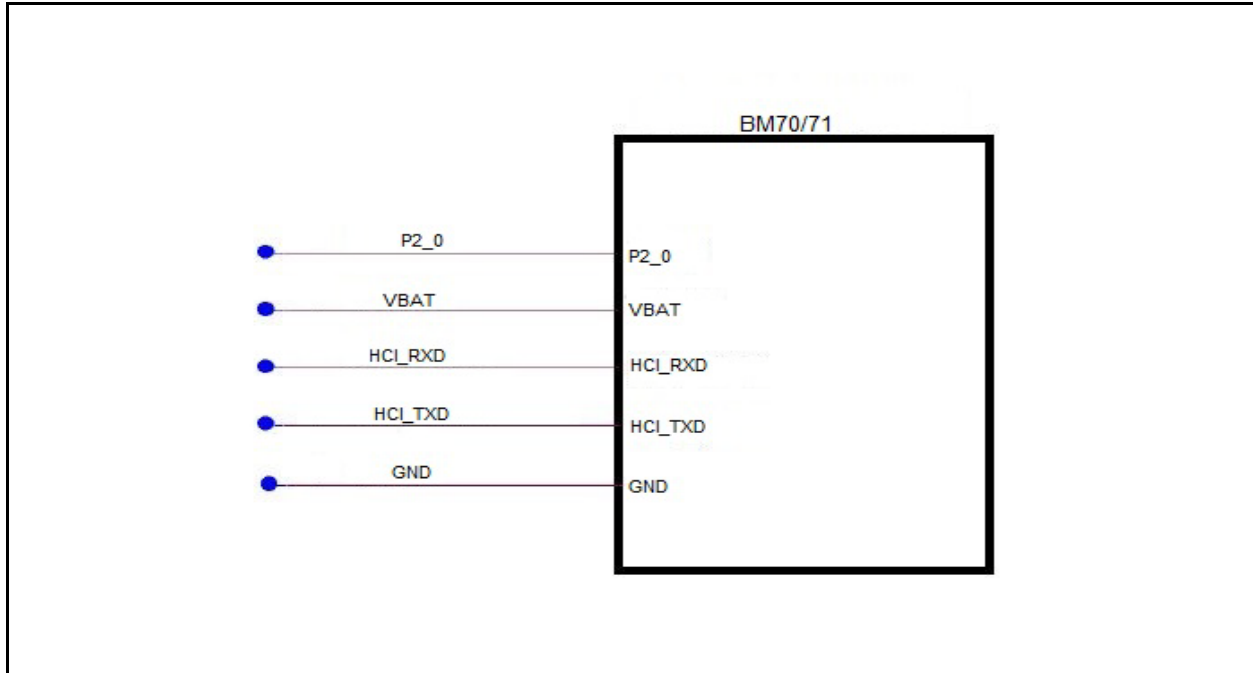 BM70/71
P2_0
P2_0
VBAT
VBAT
HCI_RXD
HCI_RXD
HCI_TXD
HCI_TXD
GND
GND